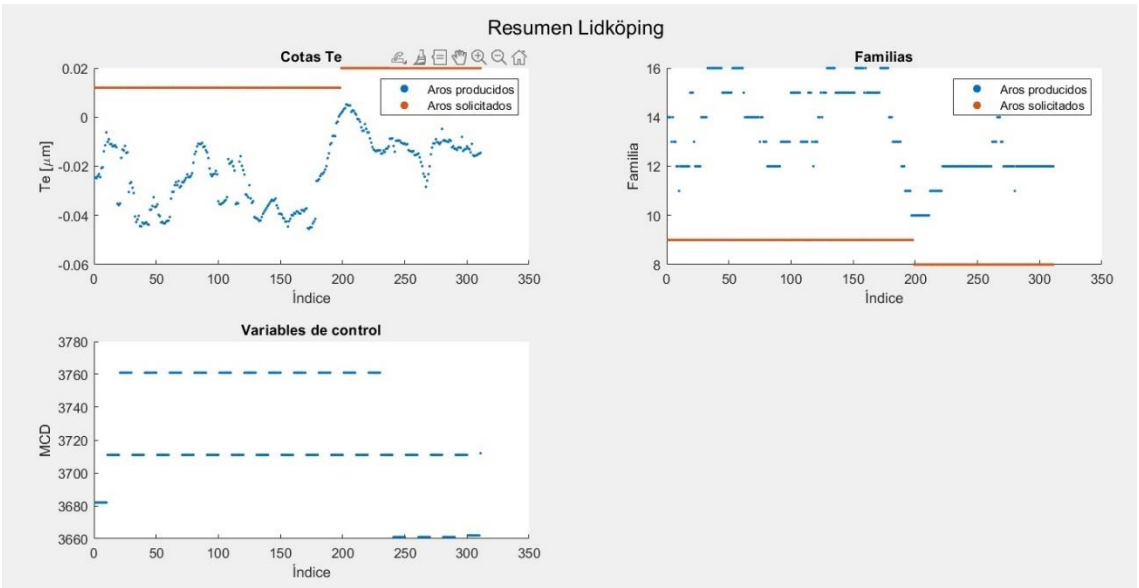 Resumen Lidköping
Cotas Te
0.02
0
-0.02
-0.04
-0.06
Te [μm]
0 50 100 150 200 250 300 350
Índice
Aros producidos
Aros solicitados
Familias
16
14
12
10
8
Familia
0 50 100 150 200 250 300 350
Índice
Aros producidos
Aros solicitados
Variables de control
3780
3760
3740
3720
3700
3680
3660
MCD
0 50 100 150 200 250 300 350
Índice